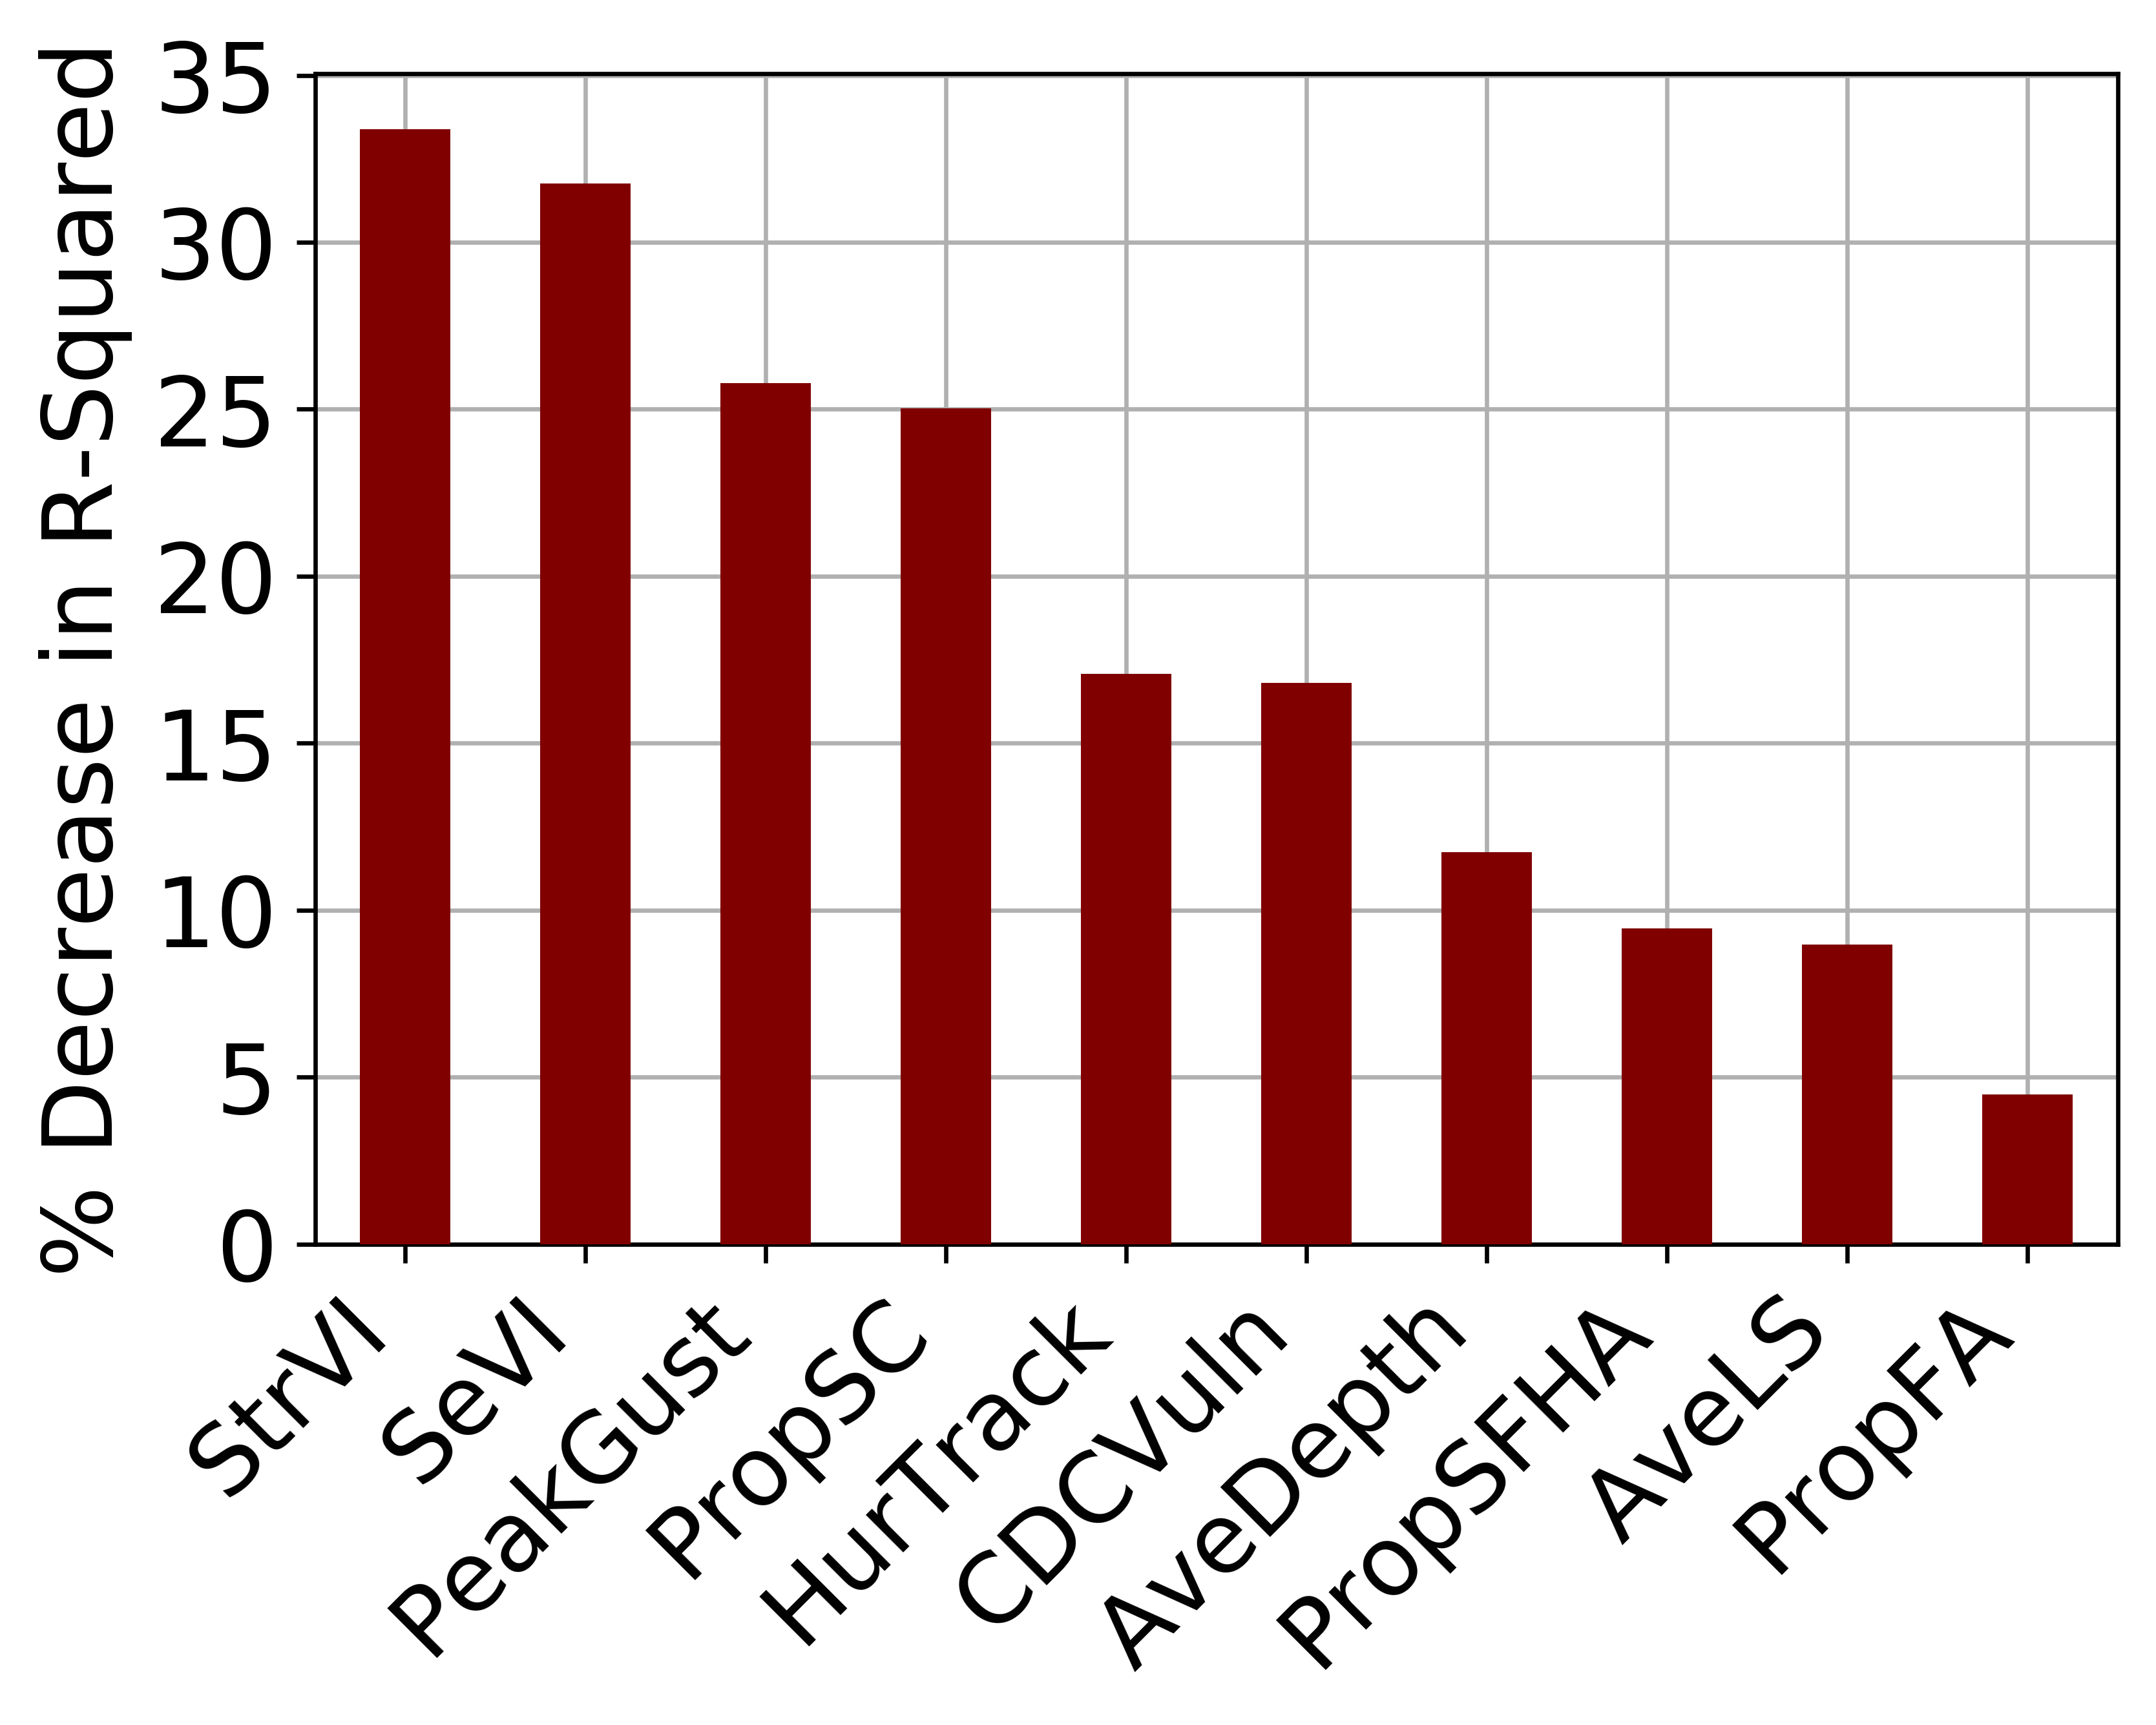 % Decrease in R-Squared
35
30
25
20
15
10
5
0
StrVI
SeVI
PeakGust
PropSC
HurTrack
CDCVuln
AveDepth
PropSFHA
AveLS
PropFA